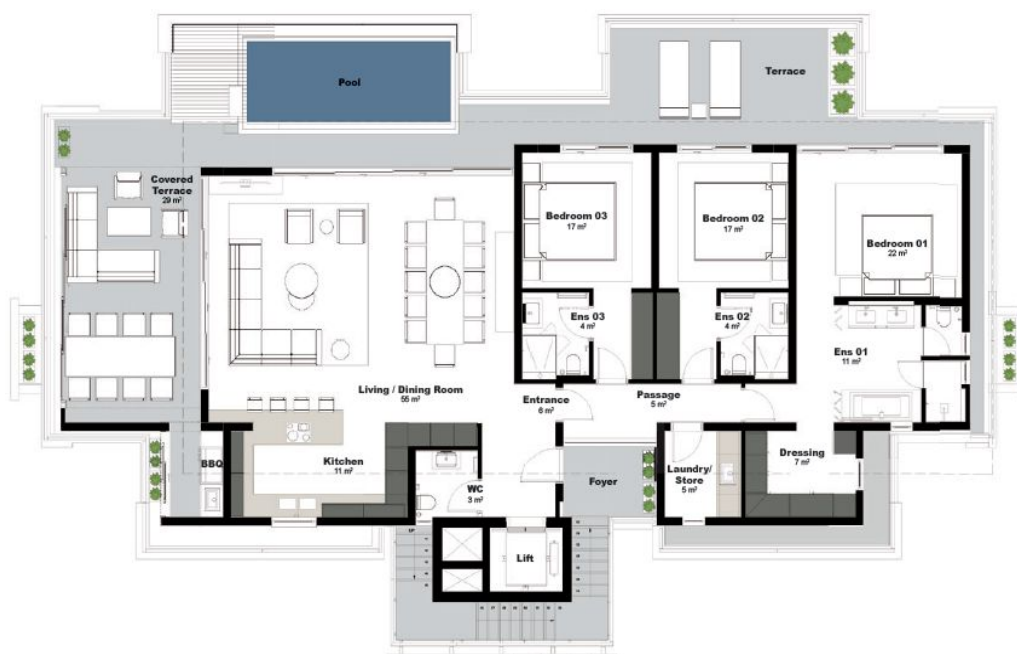 Pool
Terrace
Covered
Terrace
29 m²
Bedroom 03
17 m²
Bedroom 02
17 m²
Bedroom 01
22 m²
Ens 03
4 m²
Ens 02
4 m²
Ens 01
11 m²
Living / Dining Room
55 m²
Entrance
6 m²
Passage
5 m²
Kitchen
11 m²
BBQ
WC
3 m²
Foyer
Laundry/
Store
5 m²
Dressing
7 m²
Lift